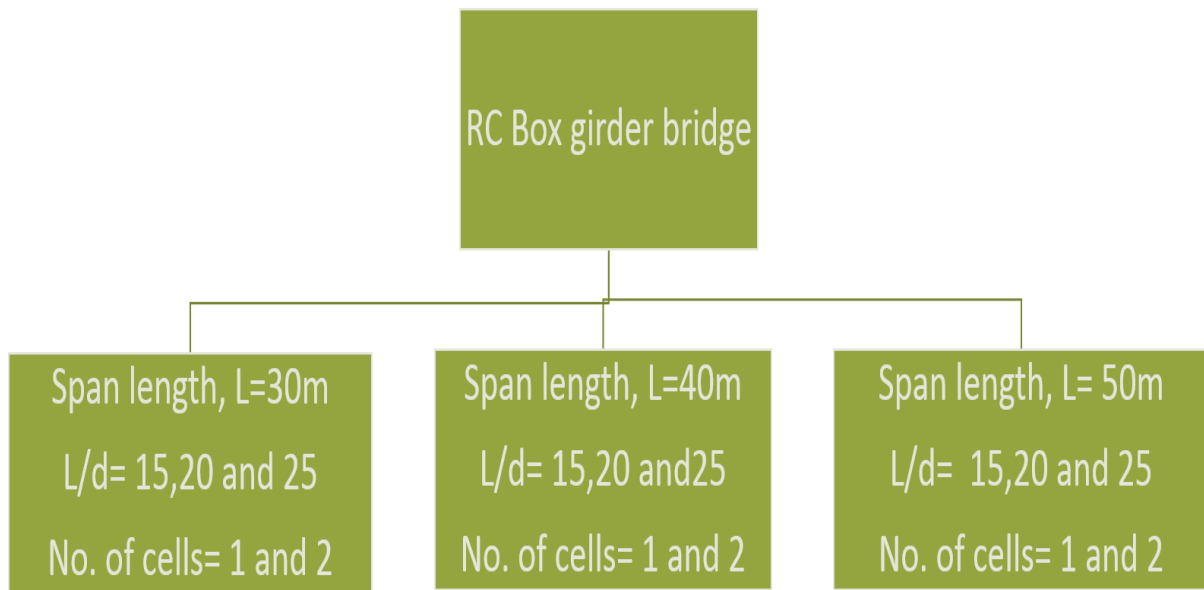 RC Box girder bridge
Span length, L=30m
L/d= 15,20 and 25
No. of cells= 1 and 2
Span length, L=40m
L/d= 15,20 and25
No. of cells= 1 and 2
Span length, L= 50m
L/d=  15,20 and 25
No. of cells= 1 and 2